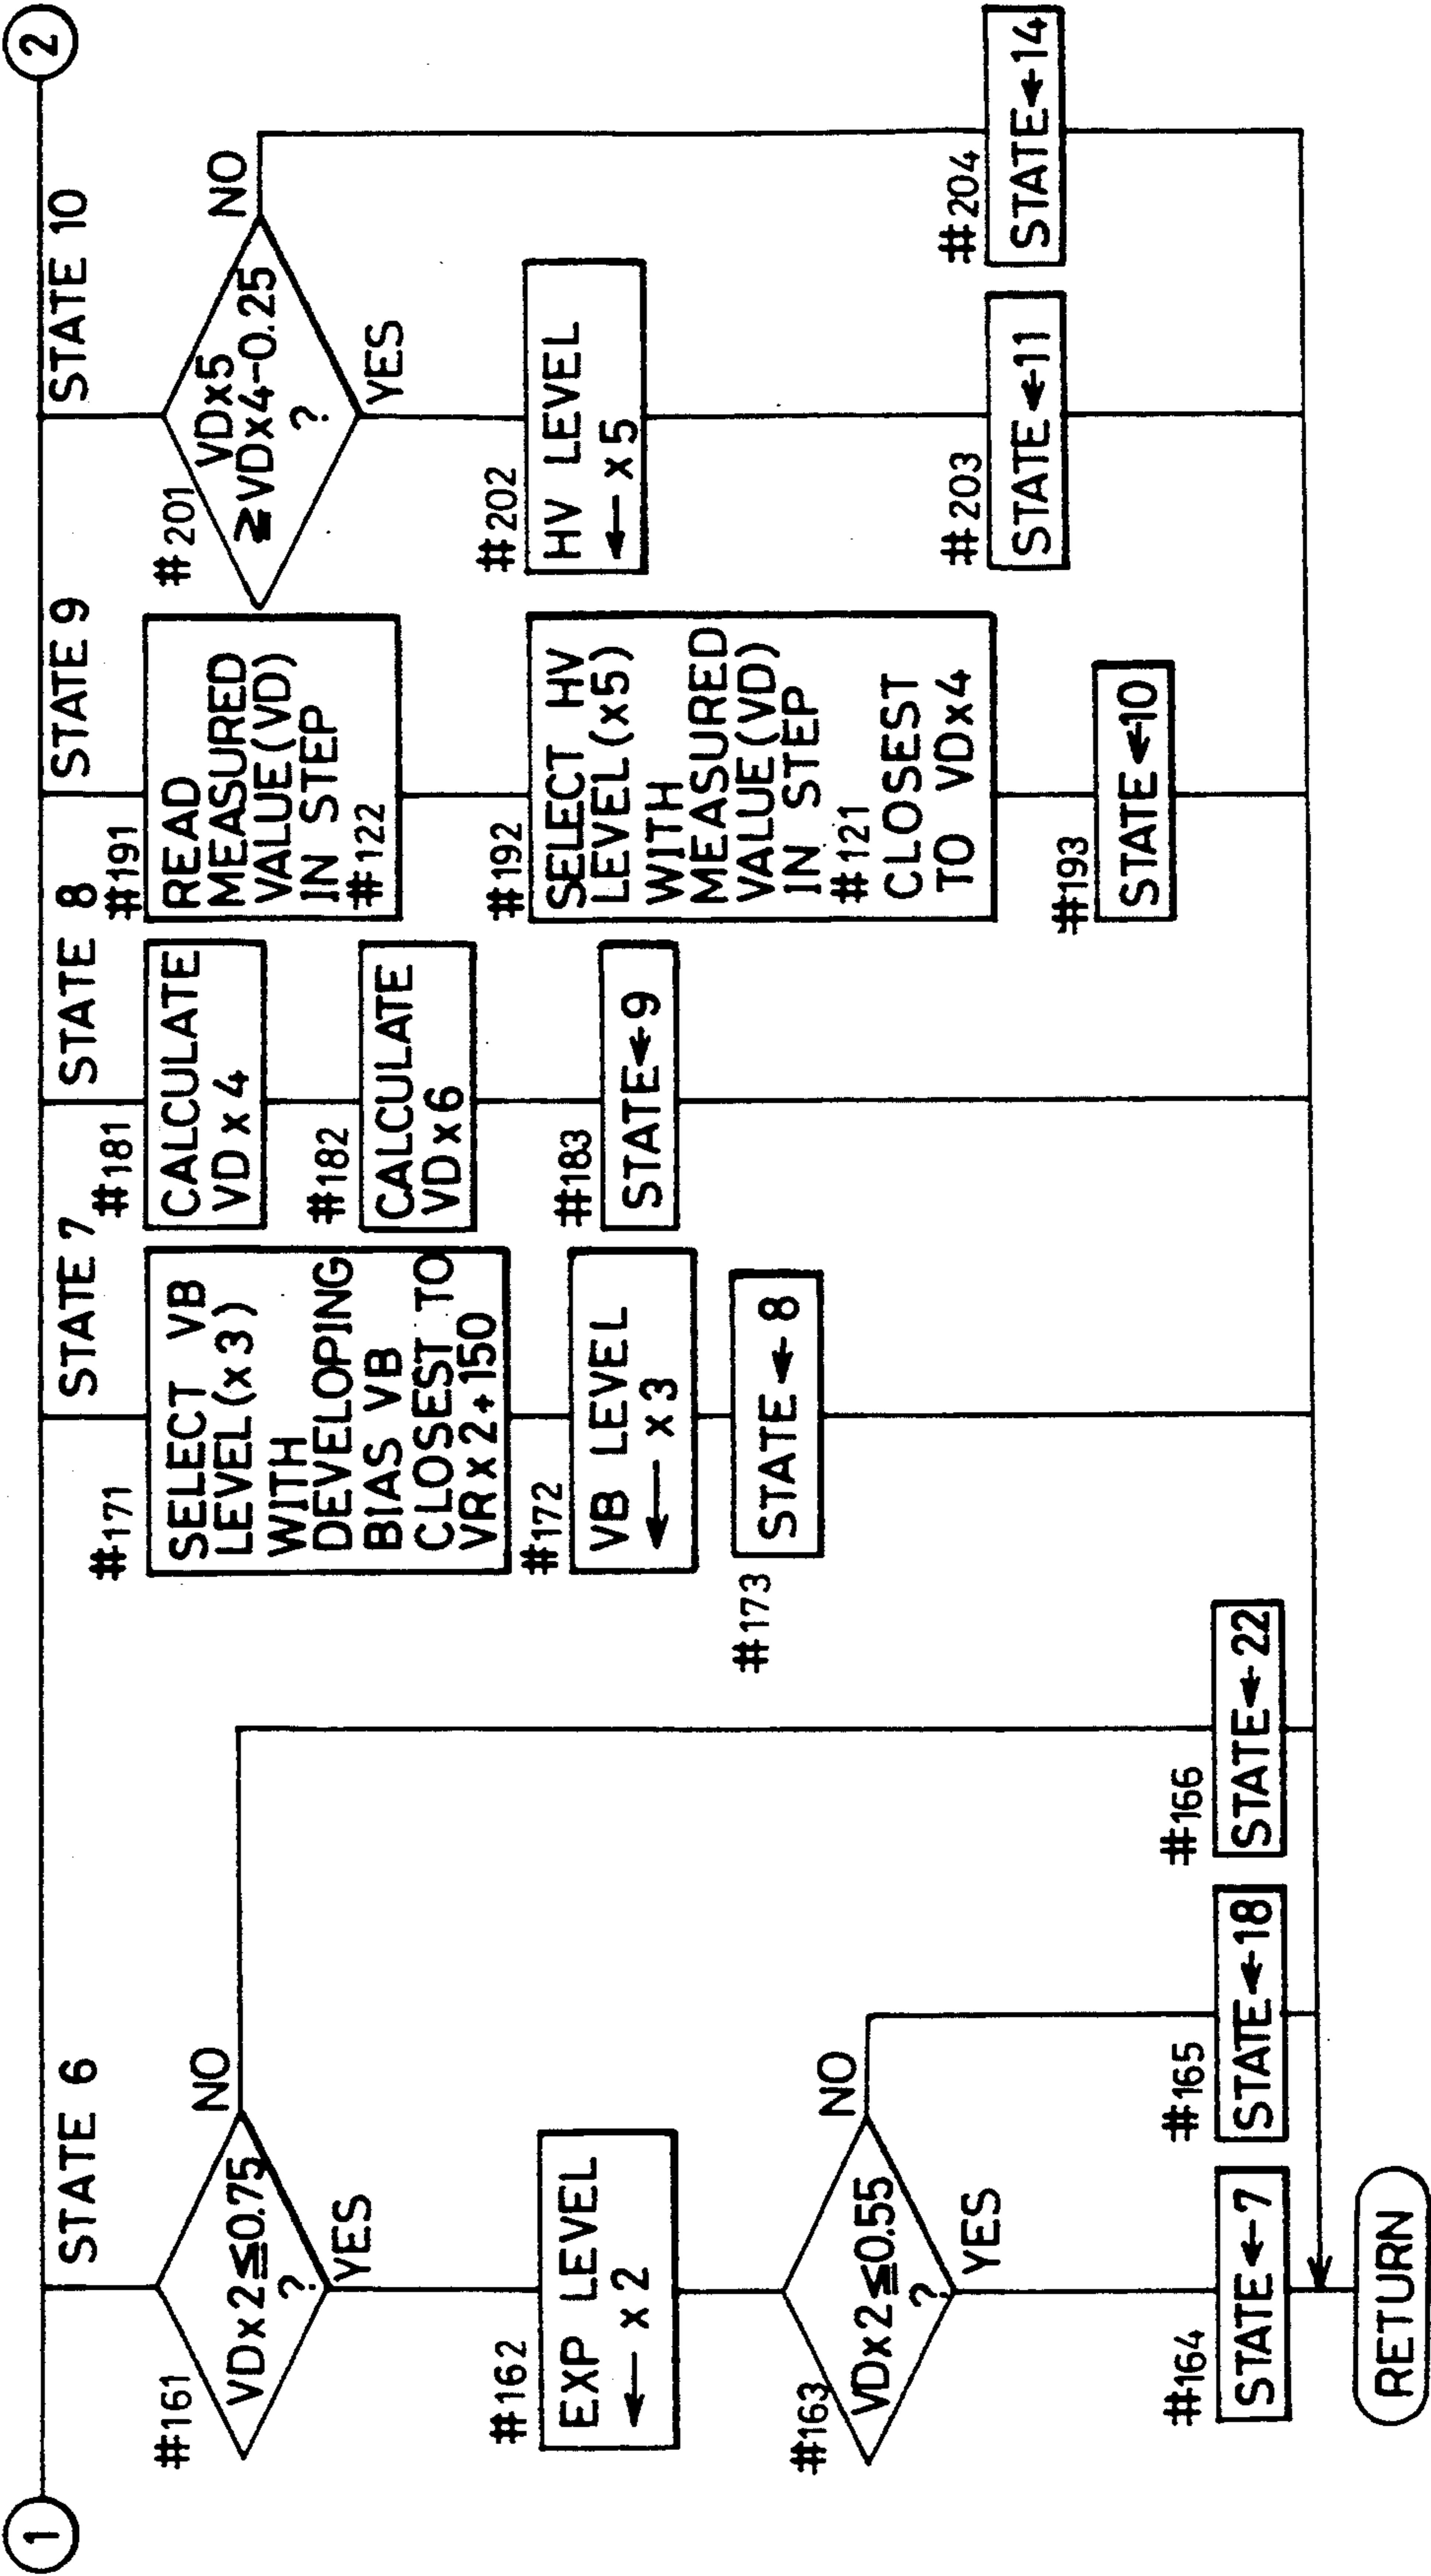 1
2
STATE 6
#161
VDx2≦0.75
?
NO
YES
#162
EXP LEVEL
← x2
#163
VDx2≦0.55
?
NO
YES
#164
STATE←7
#165
STATE←18
#166
STATE←22
RETURN
STATE 7
#171
SELECT VB
LEVEL(x3)
WITH
DEVELOPING
BIAS VB
CLOSEST TO
VRx2+150
#172
VB LEVEL
← x3
#173
STATE←8
STATE 8
#181
CALCULATE
VDx4
#182
CALCULATE
VDx6
#183
STATE←9
STATE 9
#191
READ
MEASURED
VALUE(VD)
IN STEP
#122
#192
SELECT HV
LEVEL(x5)
WITH
MEASURED
VALUE(VD)
IN STEP
#121
CLOSEST
TO VDx4
#193
STATE←10
STATE 10
#201
VDx5
≧VDx4-0.25
?
NO
YES
#202
HV LEVEL
← x5
#203
STATE←11
#204
STATE←14